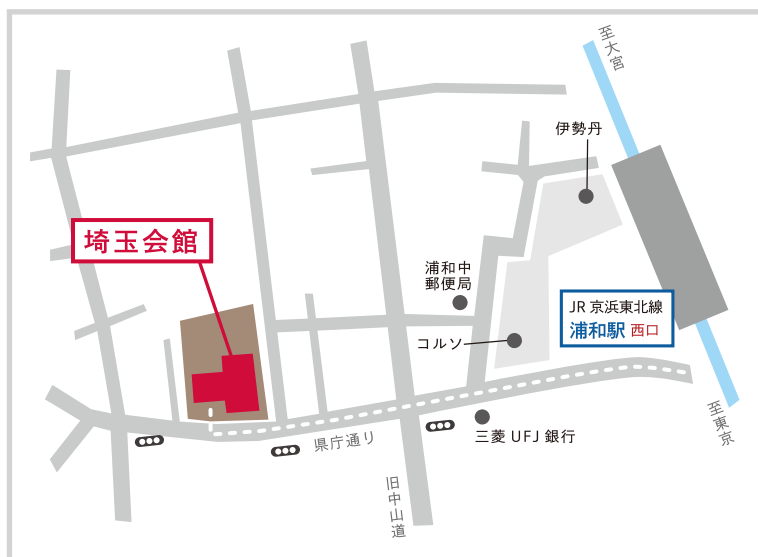 至大宮
伊勢丹
埼玉会館
浦和中
郵便局
JR 京浜東北線
浦和駅 西口
コルソ
至東京
三菱 UFJ 銀行
県庁通り
旧中山道